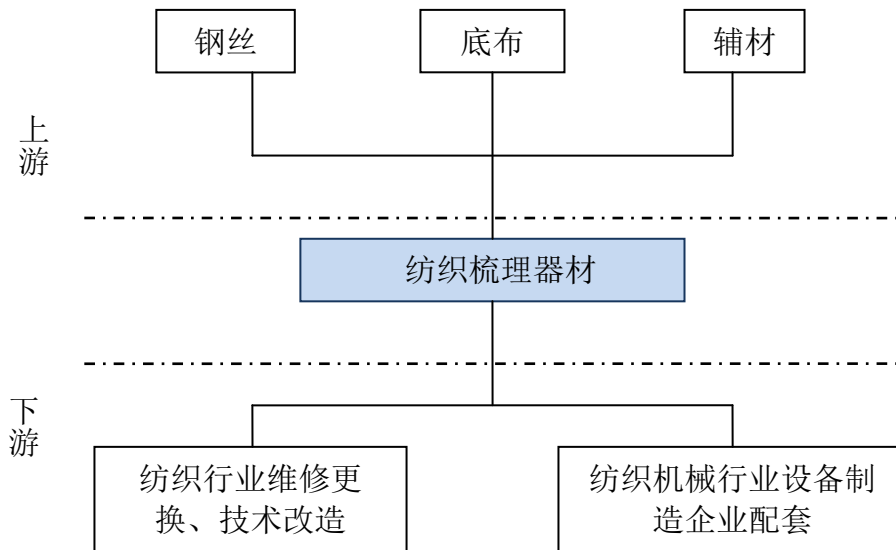 钢丝
底布
辅材
上
游
纺织梳理器材
下
游
纺织行业维修更
换、技术改造
纺织机械行业设备制
造企业配套